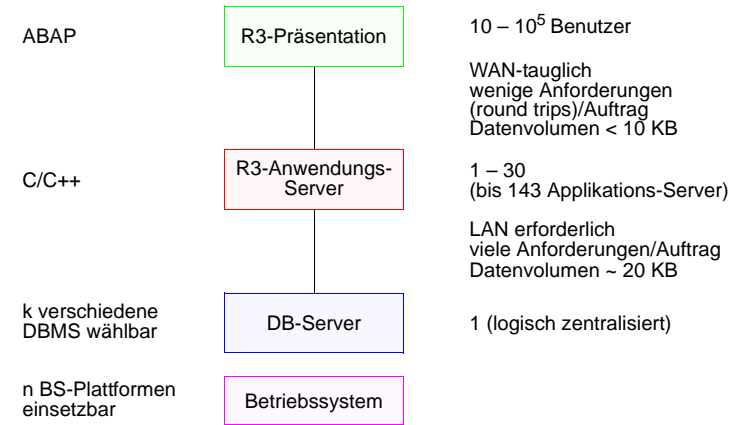 ABAP
R3-Präsentation
10 – 10⁵ Benutzer
WAN-tauglich
wenige Anforderungen
(round trips)/Auftrag
Datenvolumen < 10 KB
C/C++
R3-Anwendungs-
Server
1 – 30
(bis 143 Applikations-Server)
LAN erforderlich
viele Anforderungen/Auftrag
Datenvolumen ~ 20 KB
k verschiedene
DBMS wählbar
DB-Server
1 (logisch zentralisiert)
n BS-Plattformen
einsetzbar
Betriebssystem